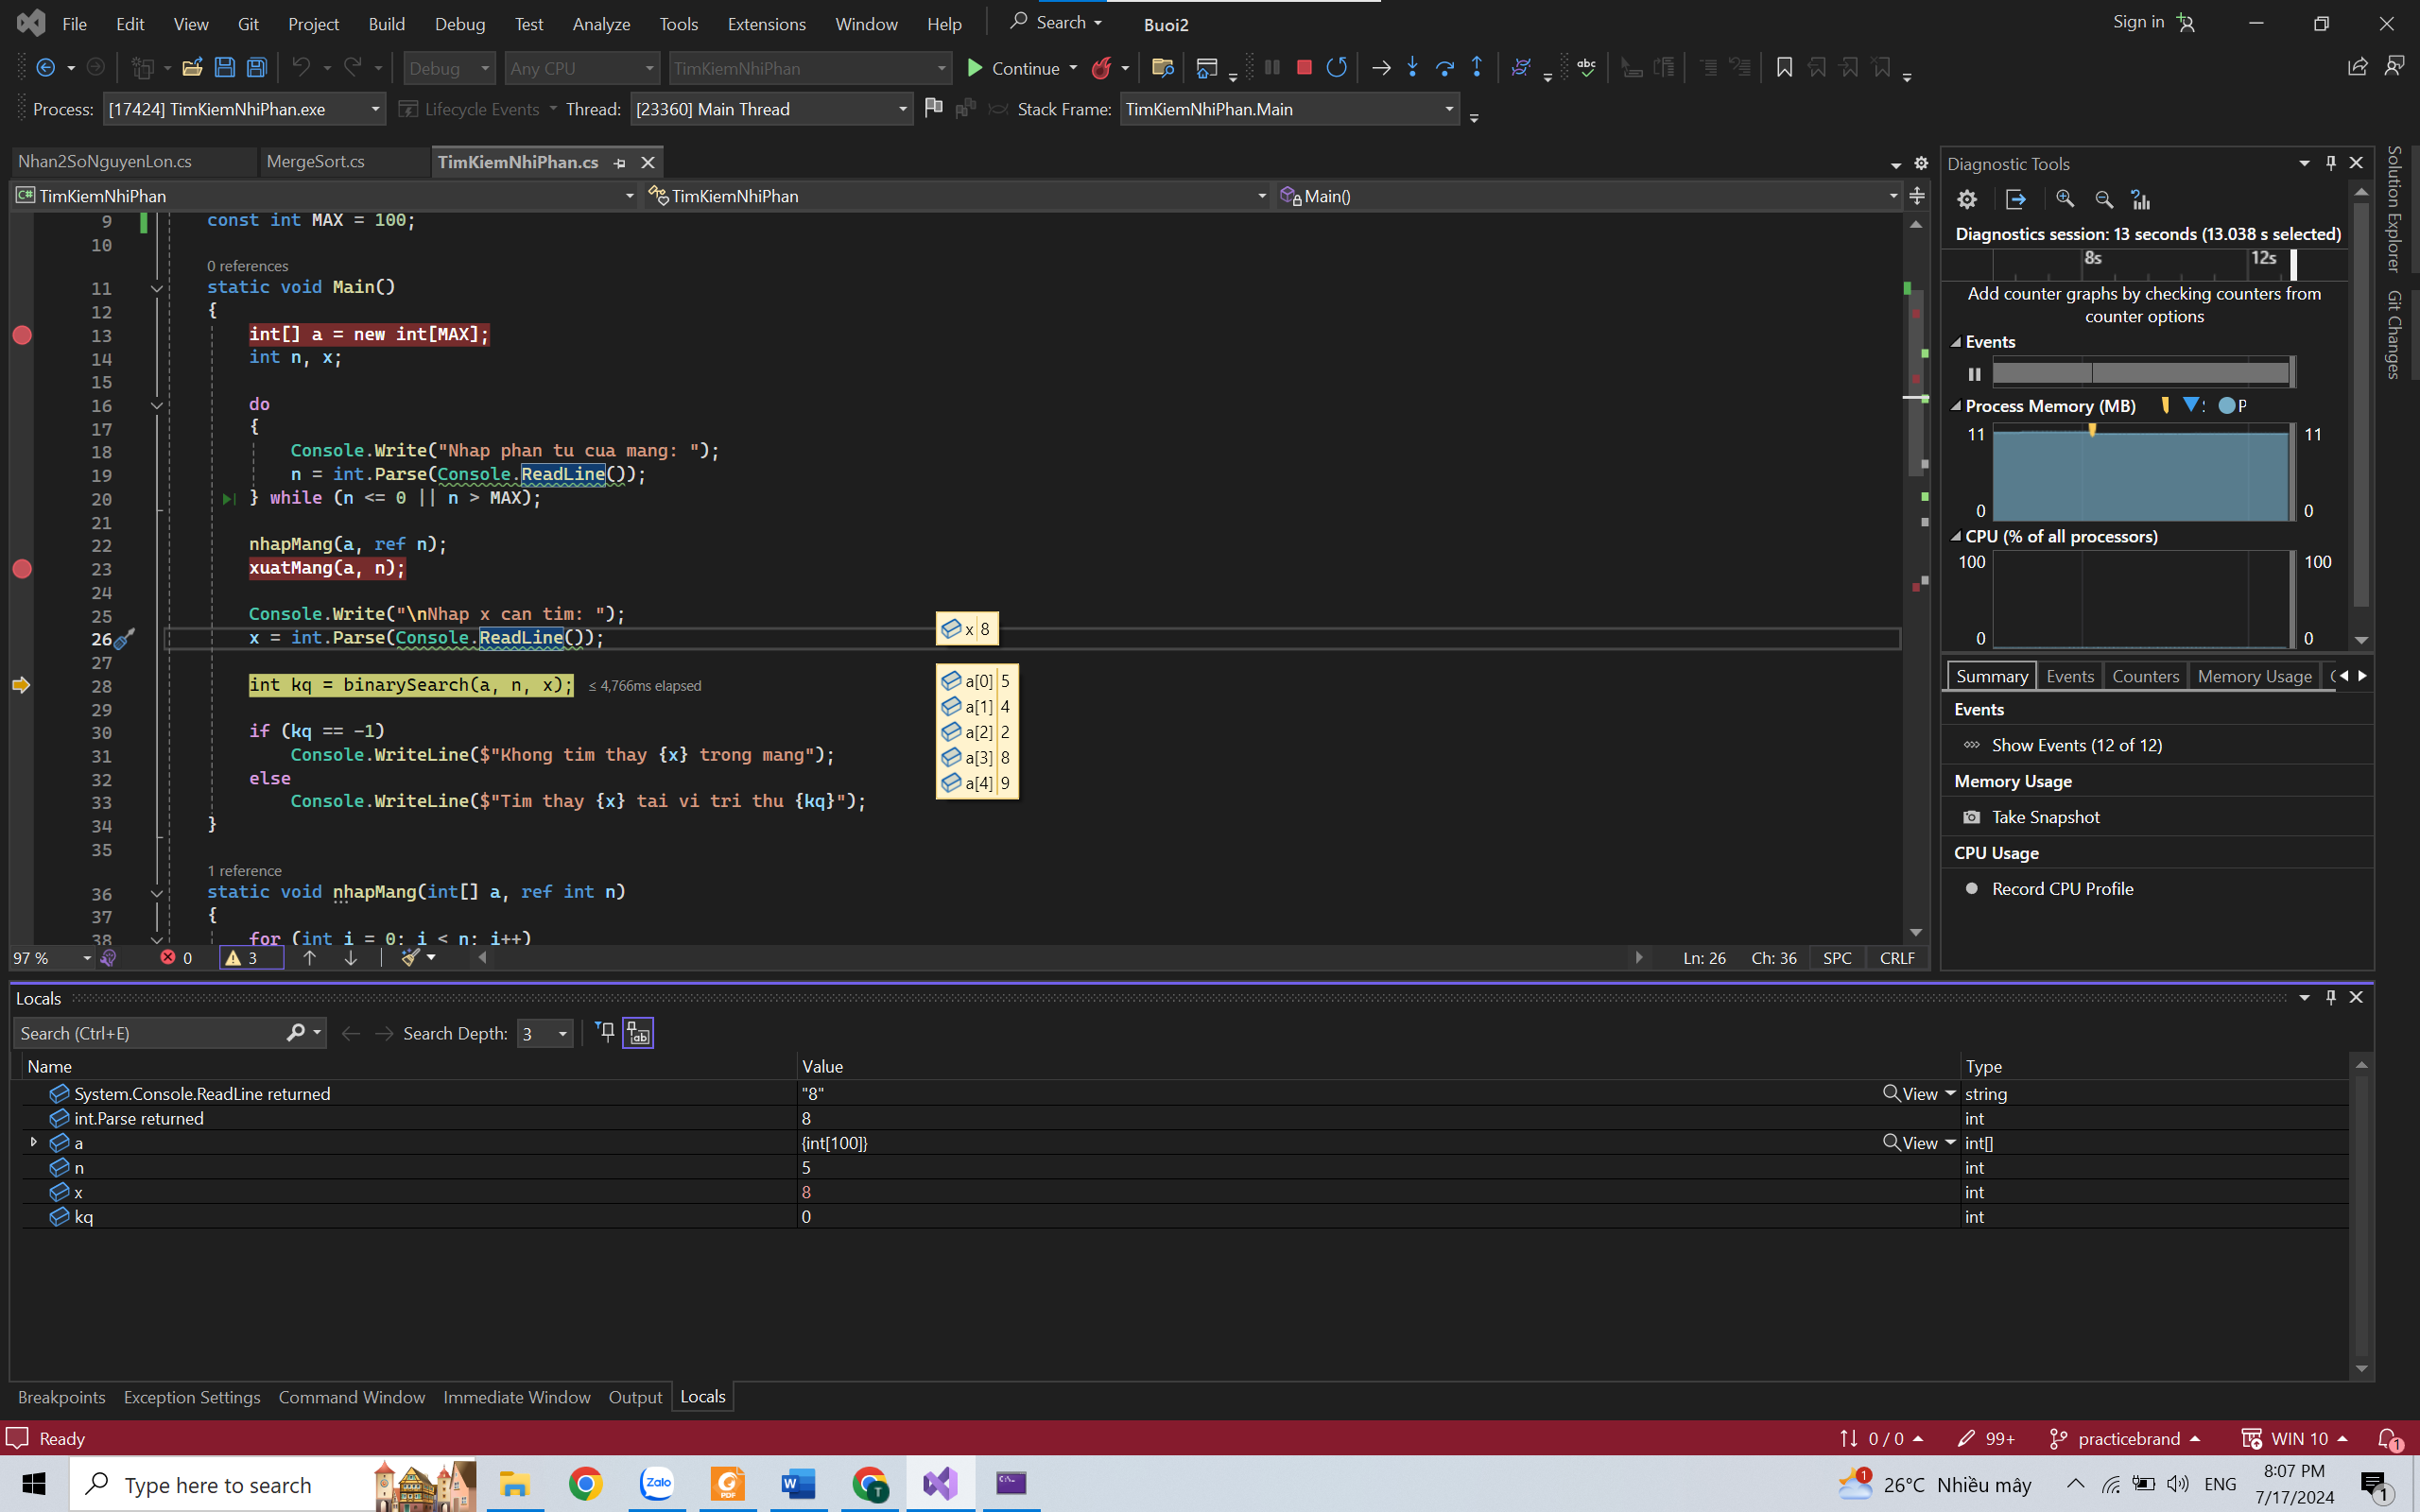 File Edit View Git Project Build Debug Test Analyze Tools Extensions Window Help Search Buoi2 Sign in
Debug Any CPU TimKiemNhiPhan Continue
Process: [17424] TimKiemNhiPhan.exe Lifecycle Events Thread: [23360] Main Thread Stack Frame: TimKiemNhiPhan.Main
Nhan2SoNguyenLon.cs MergeSort.cs TimKiemNhiPhan.cs
TimKiemNhiPhan TimKiemNhiPhan Main()
9 const int MAX = 100;
10
0 references
11 static void Main()
12 {
13 int[] a = new int[MAX];
14 int n, x;
15
16 do
17 {
18 Console.Write("Nhap phan tu cua mang: ");
19 n = int.Parse(Console.ReadLine());
20 } while (n <= 0 || n > MAX);
21
22 nhapMang(a, ref n);
23 xuatMang(a, n);
24
25 Console.Write("\nNhap x can tim: ");
26 x = int.Parse(Console.ReadLine());
27
28 int kq = binarySearch(a, n, x); ≤ 4,766ms elapsed
29
30 if (kq == -1)
31 Console.WriteLine($"Khong tim thay {x} trong mang");
32 else
33 Console.WriteLine($"Tim thay {x} tai vi tri thu {kq}");
34 }
35
1 reference
36 static void nhapMang(int[] a, ref int n)
37 {
38 for (int i = 0; i < n; i++)
x 8
a[0] 5
a[1] 4
a[2] 2
a[3] 8
a[4] 9
97 % 0 3 Ln: 26 Ch: 36 SPC CRLF
Diagnostic Tools
Diagnostics session: 13 seconds (13.038 s selected)
8s 12s
Add counter graphs by checking counters from
counter options
Events
Process Memory (MB) P
11 11
0 0
CPU (% of all processors)
100 100
0 0
Summary Events Counters Memory Usage
Events
Show Events (12 of 12)
Memory Usage
Take Snapshot
CPU Usage
Record CPU Profile
Solution Explorer
Git Changes
Locals
Search (Ctrl+E) Search Depth: 3
Name Value Type
System.Console.ReadLine returned "8" View string
int.Parse returned 8 int
a {int[100]} View int[]
n 5 int
x 8 int
kq 0 int
Breakpoints Exception Settings Command Window Immediate Window Output Locals
Ready 0 / 0 99+ practicebrand WIN 10 1
Type here to search Zalo PDF W T 1 26°C Nhiều mây ENG 8:07 PM
7/17/2024 1